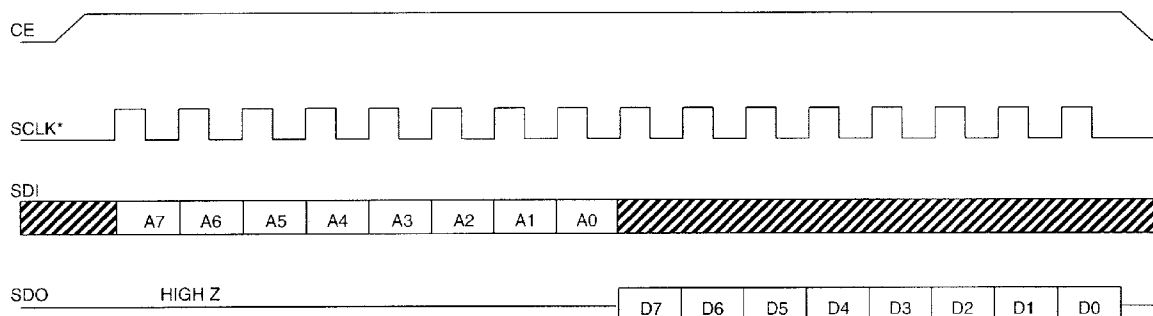 CE
SCLK*
SDI
A7 A6 A5 A4 A3 A2 A1 A0
SDO HIGH Z
D7 D6 D5 D4 D3 D2 D1 D0